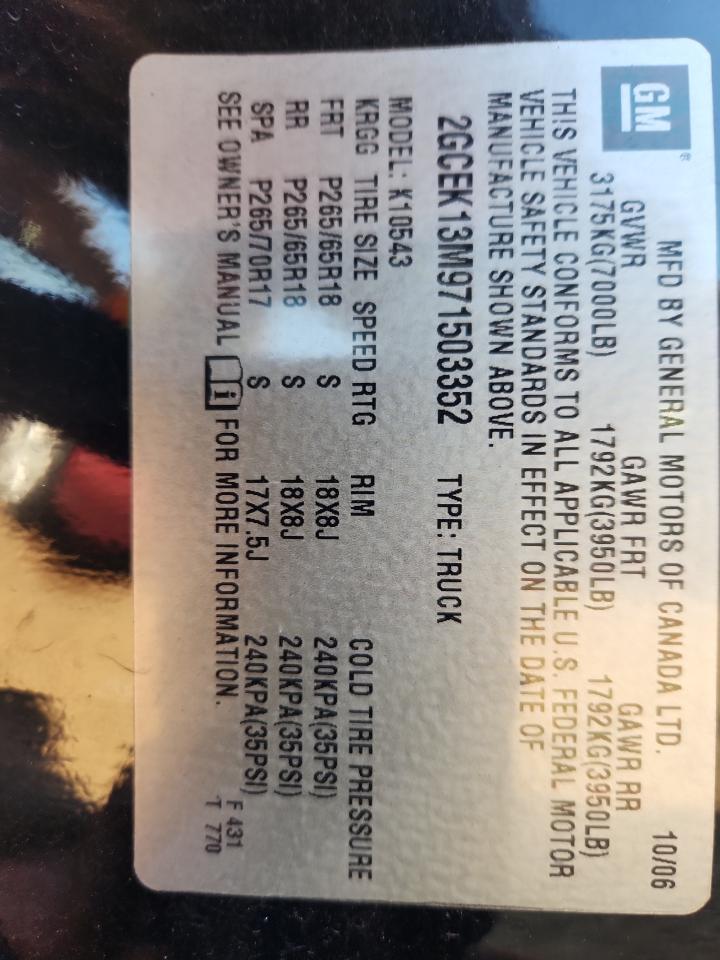 GM®
MFD BY GENERAL MOTORS OF CANADA LTD. 10/06
GVWR GAWR FRT GAWR RR
3175KG(7000LB) 1792KG(3950LB) 1792KG(3950LB)
THIS VEHICLE CONFORMS TO ALL APPLICABLE U.S. FEDERAL MOTOR
VEHICLE SAFETY STANDARDS IN EFFECT ON THE DATE OF
MANUFACTURE SHOWN ABOVE.
2GCEK13M971503352 TYPE: TRUCK
MODEL: K10543
KRGG TIRE SIZE SPEED RTG RIM COLD TIRE PRESSURE
FRT P265/65R18 S 18X8J 240KPA(35PSI)
RR P265/65R18 S 18X8J 240KPA(35PSI)
SPA P265/70R17 S 17X7.5J 240KPA(35PSI)
SEE OWNER'S MANUAL i FOR MORE INFORMATION.
F 431
T 770